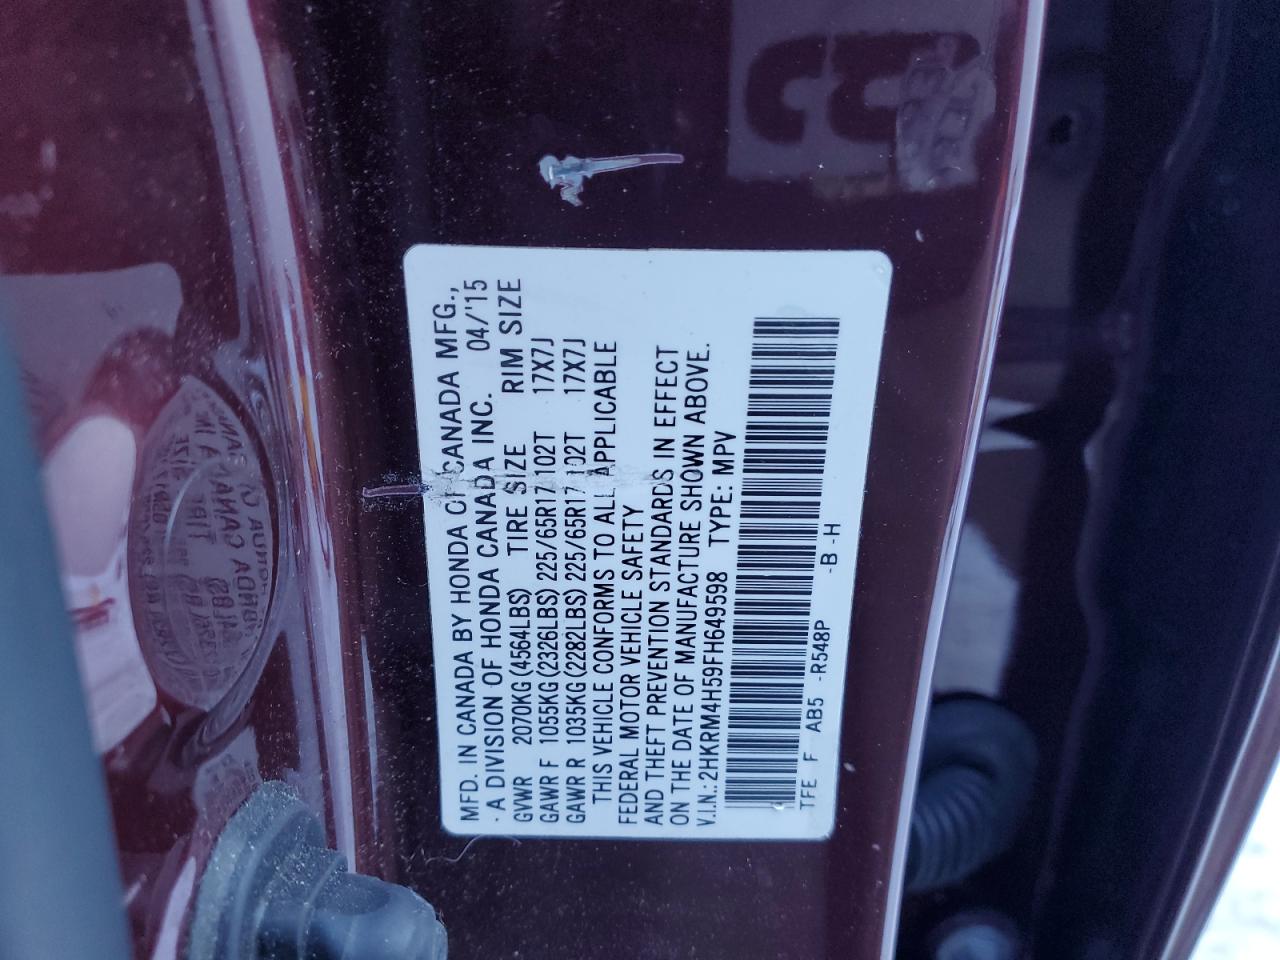 MFD. IN CANADA BY HONDA OF CANADA MFG.,
· A DIVISION OF HONDA CANADA INC. 04/'15
GVWR 2070KG(4564LBS) TIRE SIZE RIM SIZE
GAWR F 1055KG(2326LBS) 225/65R17 102T 17X7J
GAWR R 1035KG(2282LBS) 225/65R17 102T 17X7J
THIS VEHICLE CONFORMS TO ALL APPLICABLE
FEDERAL MOTOR VEHICLE SAFETY
AND THEFT PREVENTION STANDARDS IN EFFECT
ON THE DATE OF MANUFACTURE SHOWN ABOVE.
V.I.N.: 2HKRM4H59FH649598 TYPE: MPV
TFE F AB5 -R548P -B -H